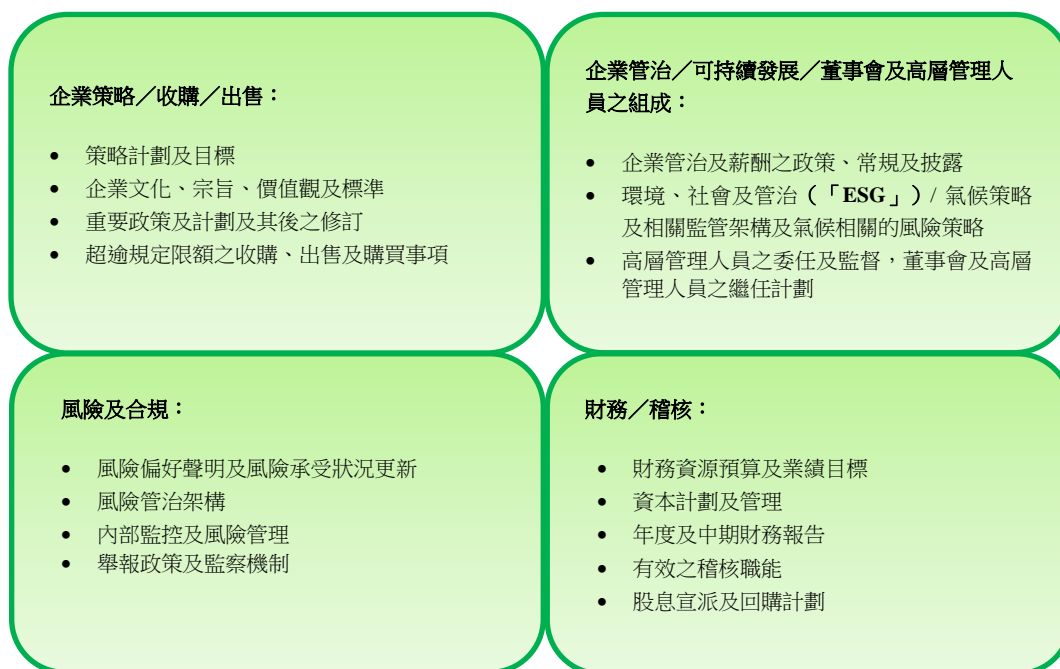 企業策略／收購／出售：
• 策略計劃及目標
• 企業文化、宗旨、價值觀及標準
• 重要政策及計劃及其後之修訂
• 超逾規定限額之收購、出售及購買事項
企業管治／可持續發展／董事會及高層管理人
員之組成：
• 企業管治及薪酬之政策、常規及披露
• 環境、社會及管治（「ESG」）/ 氣候策略
及相關監管架構及氣候相關的風險策略
• 高層管理人員之委任及監督，董事會及高層
管理人員之繼任計劃
風險及合規：
• 風險偏好聲明及風險承受狀況更新
• 風險管治架構
• 內部監控及風險管理
• 舉報政策及監察機制
財務／稽核：
• 財務資源預算及業績目標
• 資本計劃及管理
• 年度及中期財務報告
• 有效之稽核職能
• 股息宣派及回購計劃